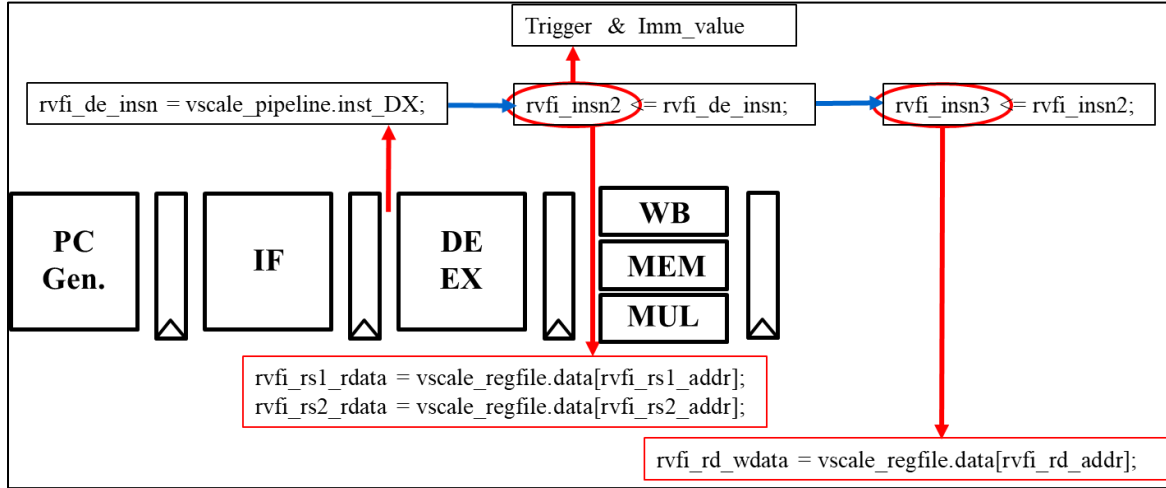 Trigger & Imm_value
rvfi_de_insn = vscale_pipeline.inst_DX;
rvfi_insn2 <= rvfi_de_insn;
rvfi_insn3 <= rvfi_insn2;
PC
Gen.
IF
DE
EX
WB
MEM
MUL
rvfi_rs1_rdata = vscale_regfile.data[rvfi_rs1_addr];
rvfi_rs2_rdata = vscale_regfile.data[rvfi_rs2_addr];
rvfi_rd_wdata = vscale_regfile.data[rvfi_rd_addr];